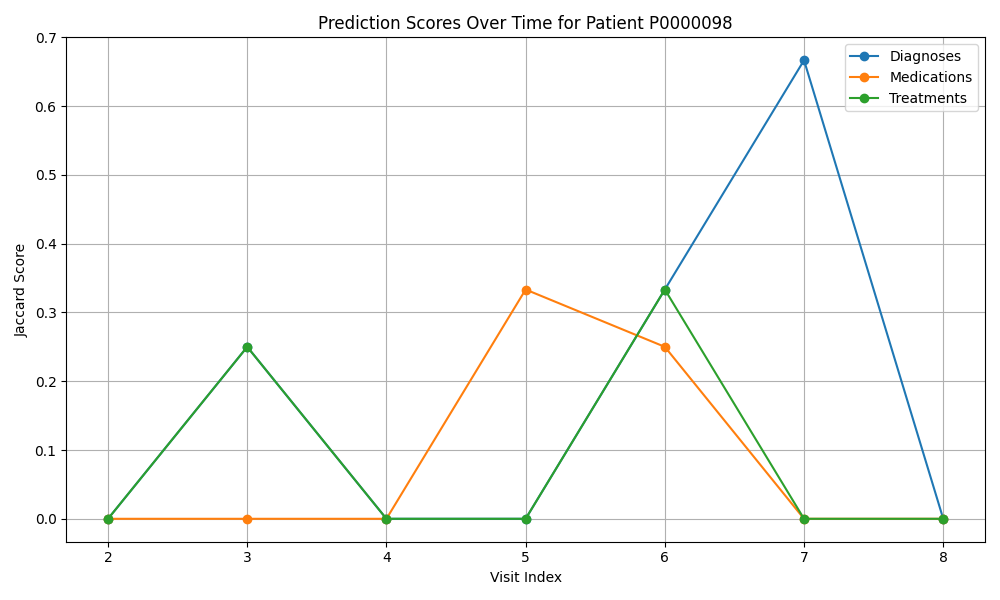 Prediction Scores Over Time for Patient P0000098
Diagnoses
Medications
Treatments
Jaccard Score
0.7
0.6
0.5
0.4
0.3
0.2
0.1
0.0
2 3 4 5 6 7 8
Visit Index